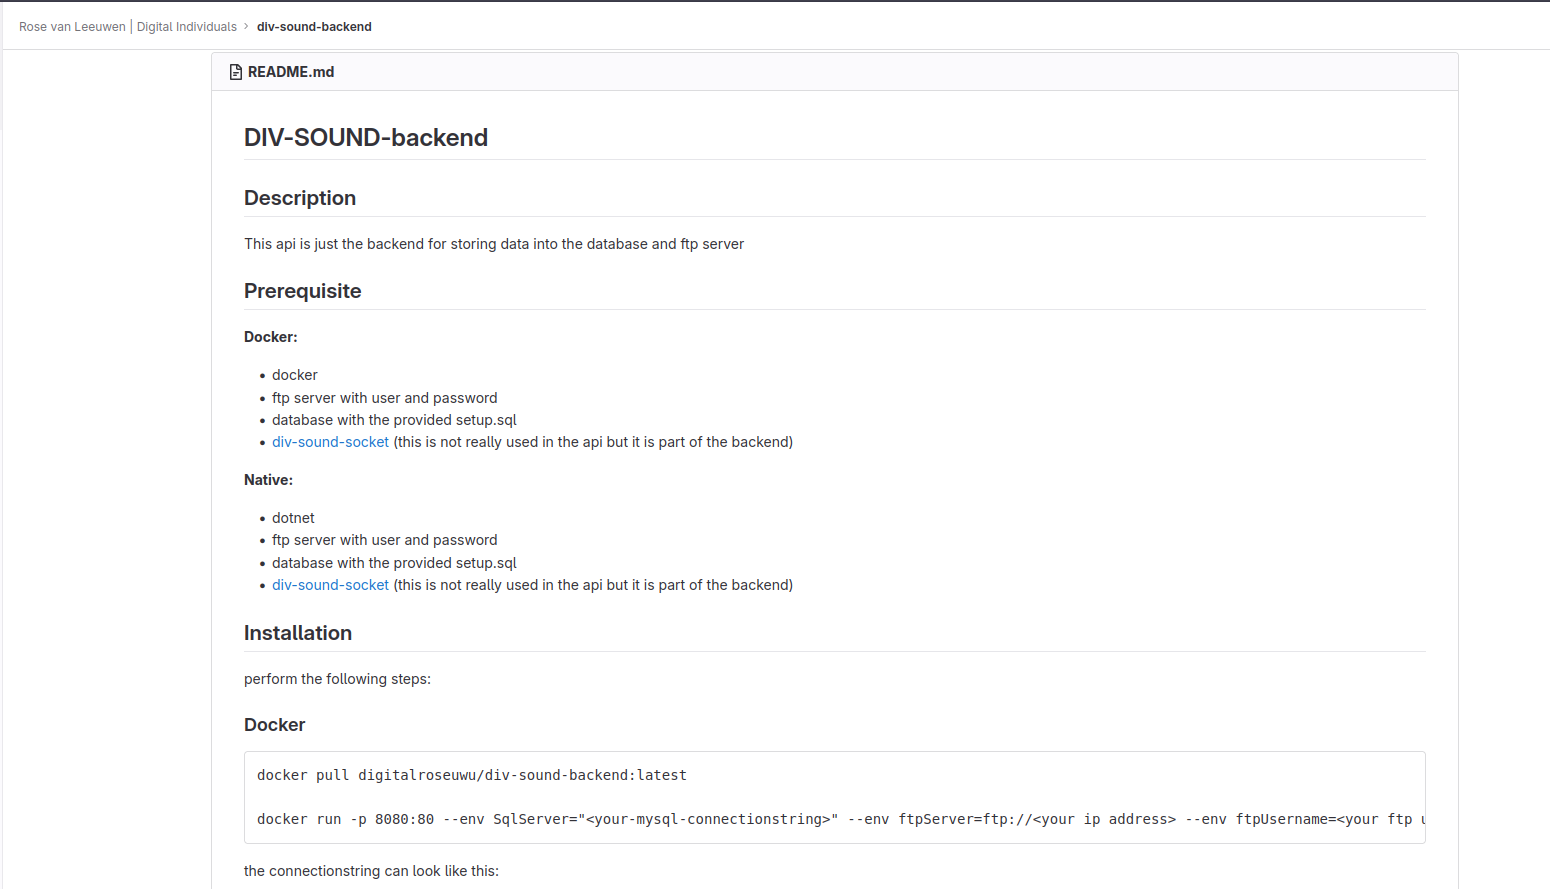 Rose van Leeuwen | Digital Individuals › div-sound-backend
README.md
DIV-SOUND-backend
Description
This api is just the backend for storing data into the database and ftp server
Prerequisite
Docker:
• docker
• ftp server with user and password
• database with the provided setup.sql
• div-sound-socket (this is not really used in the api but it is part of the backend)
Native:
• dotnet
• ftp server with user and password
• database with the provided setup.sql
• div-sound-socket (this is not really used in the api but it is part of the backend)
Installation
perform the following steps:
Docker
docker pull digitalroseuwu/div-sound-backend:latest
docker run -p 8080:80 --env SqlServer="<your-mysql-connectionstring>" --env ftpServer=ftp://<your ip address> --env ftpUsername=<your ftp
the connectionstring can look like this: